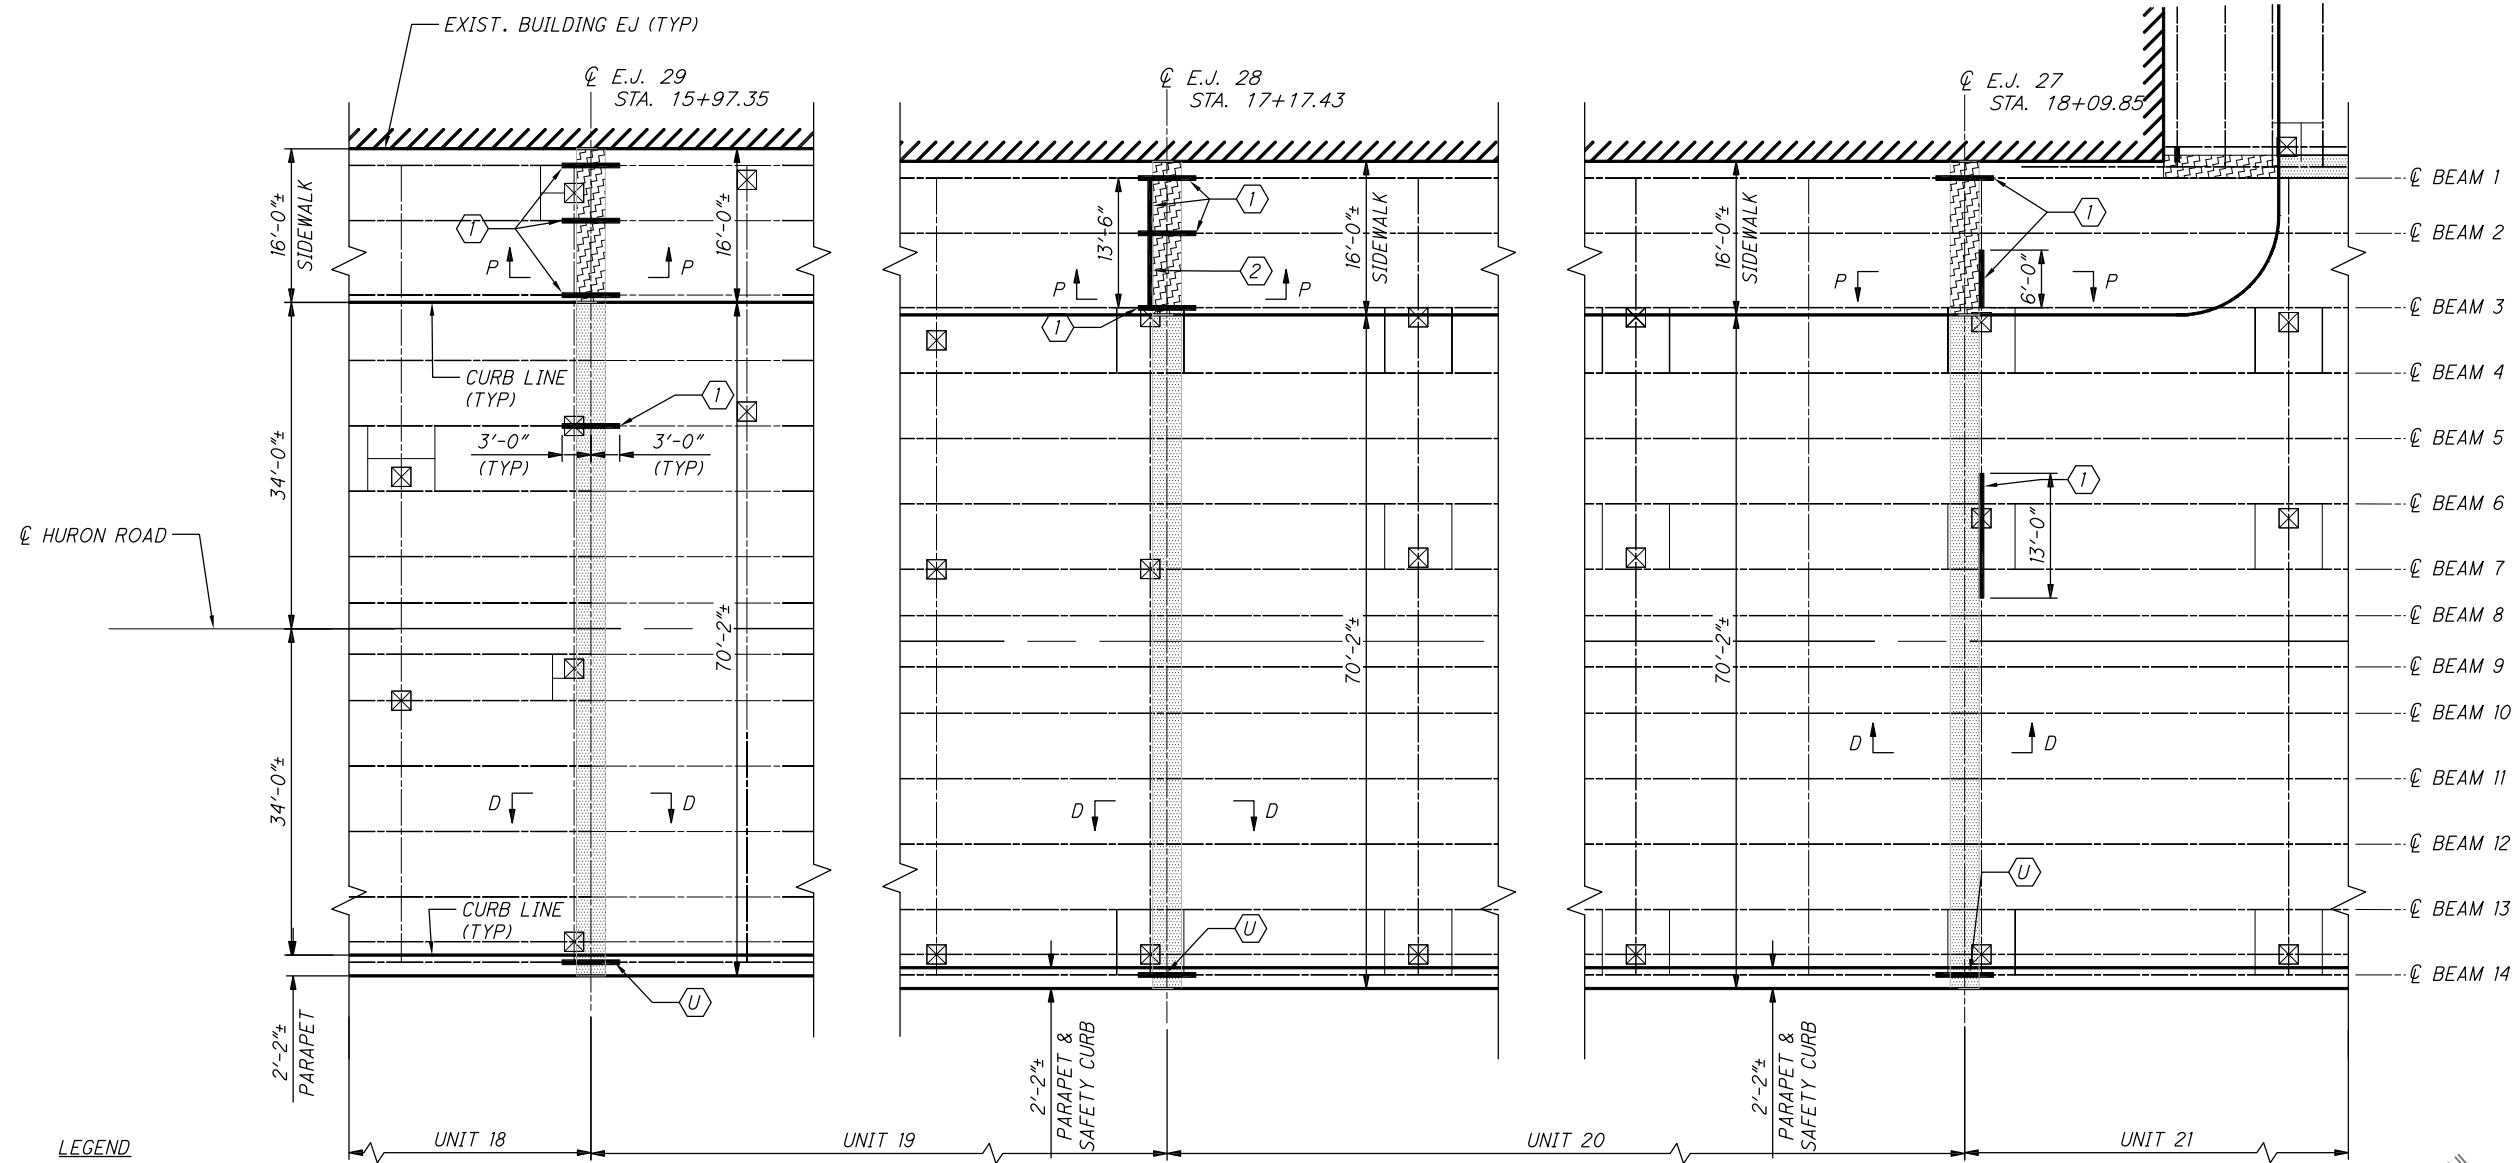 EXIST. BUILDING EJ (TYP)
℄ E.J. 29
STA. 15+97.35
℄ E.J. 28
STA. 17+17.43
℄ E.J. 27
STA. 18+09.85
16'-0"±
SIDEWALK
1
P
P
16'-0"±
13'-6"
1
2
P
P
1
16'-0"±
SIDEWALK
16'-0"±
SIDEWALK
P
P
1
6'-0"
℄ BEAM 1
℄ BEAM 2
℄ BEAM 3
℄ BEAM 4
℄ BEAM 5
℄ BEAM 6
℄ BEAM 7
℄ BEAM 8
℄ BEAM 9
℄ BEAM 10
℄ BEAM 11
℄ BEAM 12
℄ BEAM 13
℄ BEAM 14
CURB LINE
(TYP)
1
3'-0"
(TYP)
3'-0"
(TYP)
34'-0"±
℄ HURON ROAD
70'-2"±
70'-2"±
70'-2"±
1
13'-0"
34'-0"±
D
D
D
D
D
D
CURB LINE
(TYP)
U
U
U
2'-2"±
PARAPET
2'-2"±
PARAPET &
SAFETY CURB
2'-2"±
PARAPET &
SAFETY CURB
UNIT 18
UNIT 19
UNIT 20
UNIT 21
LEGEND